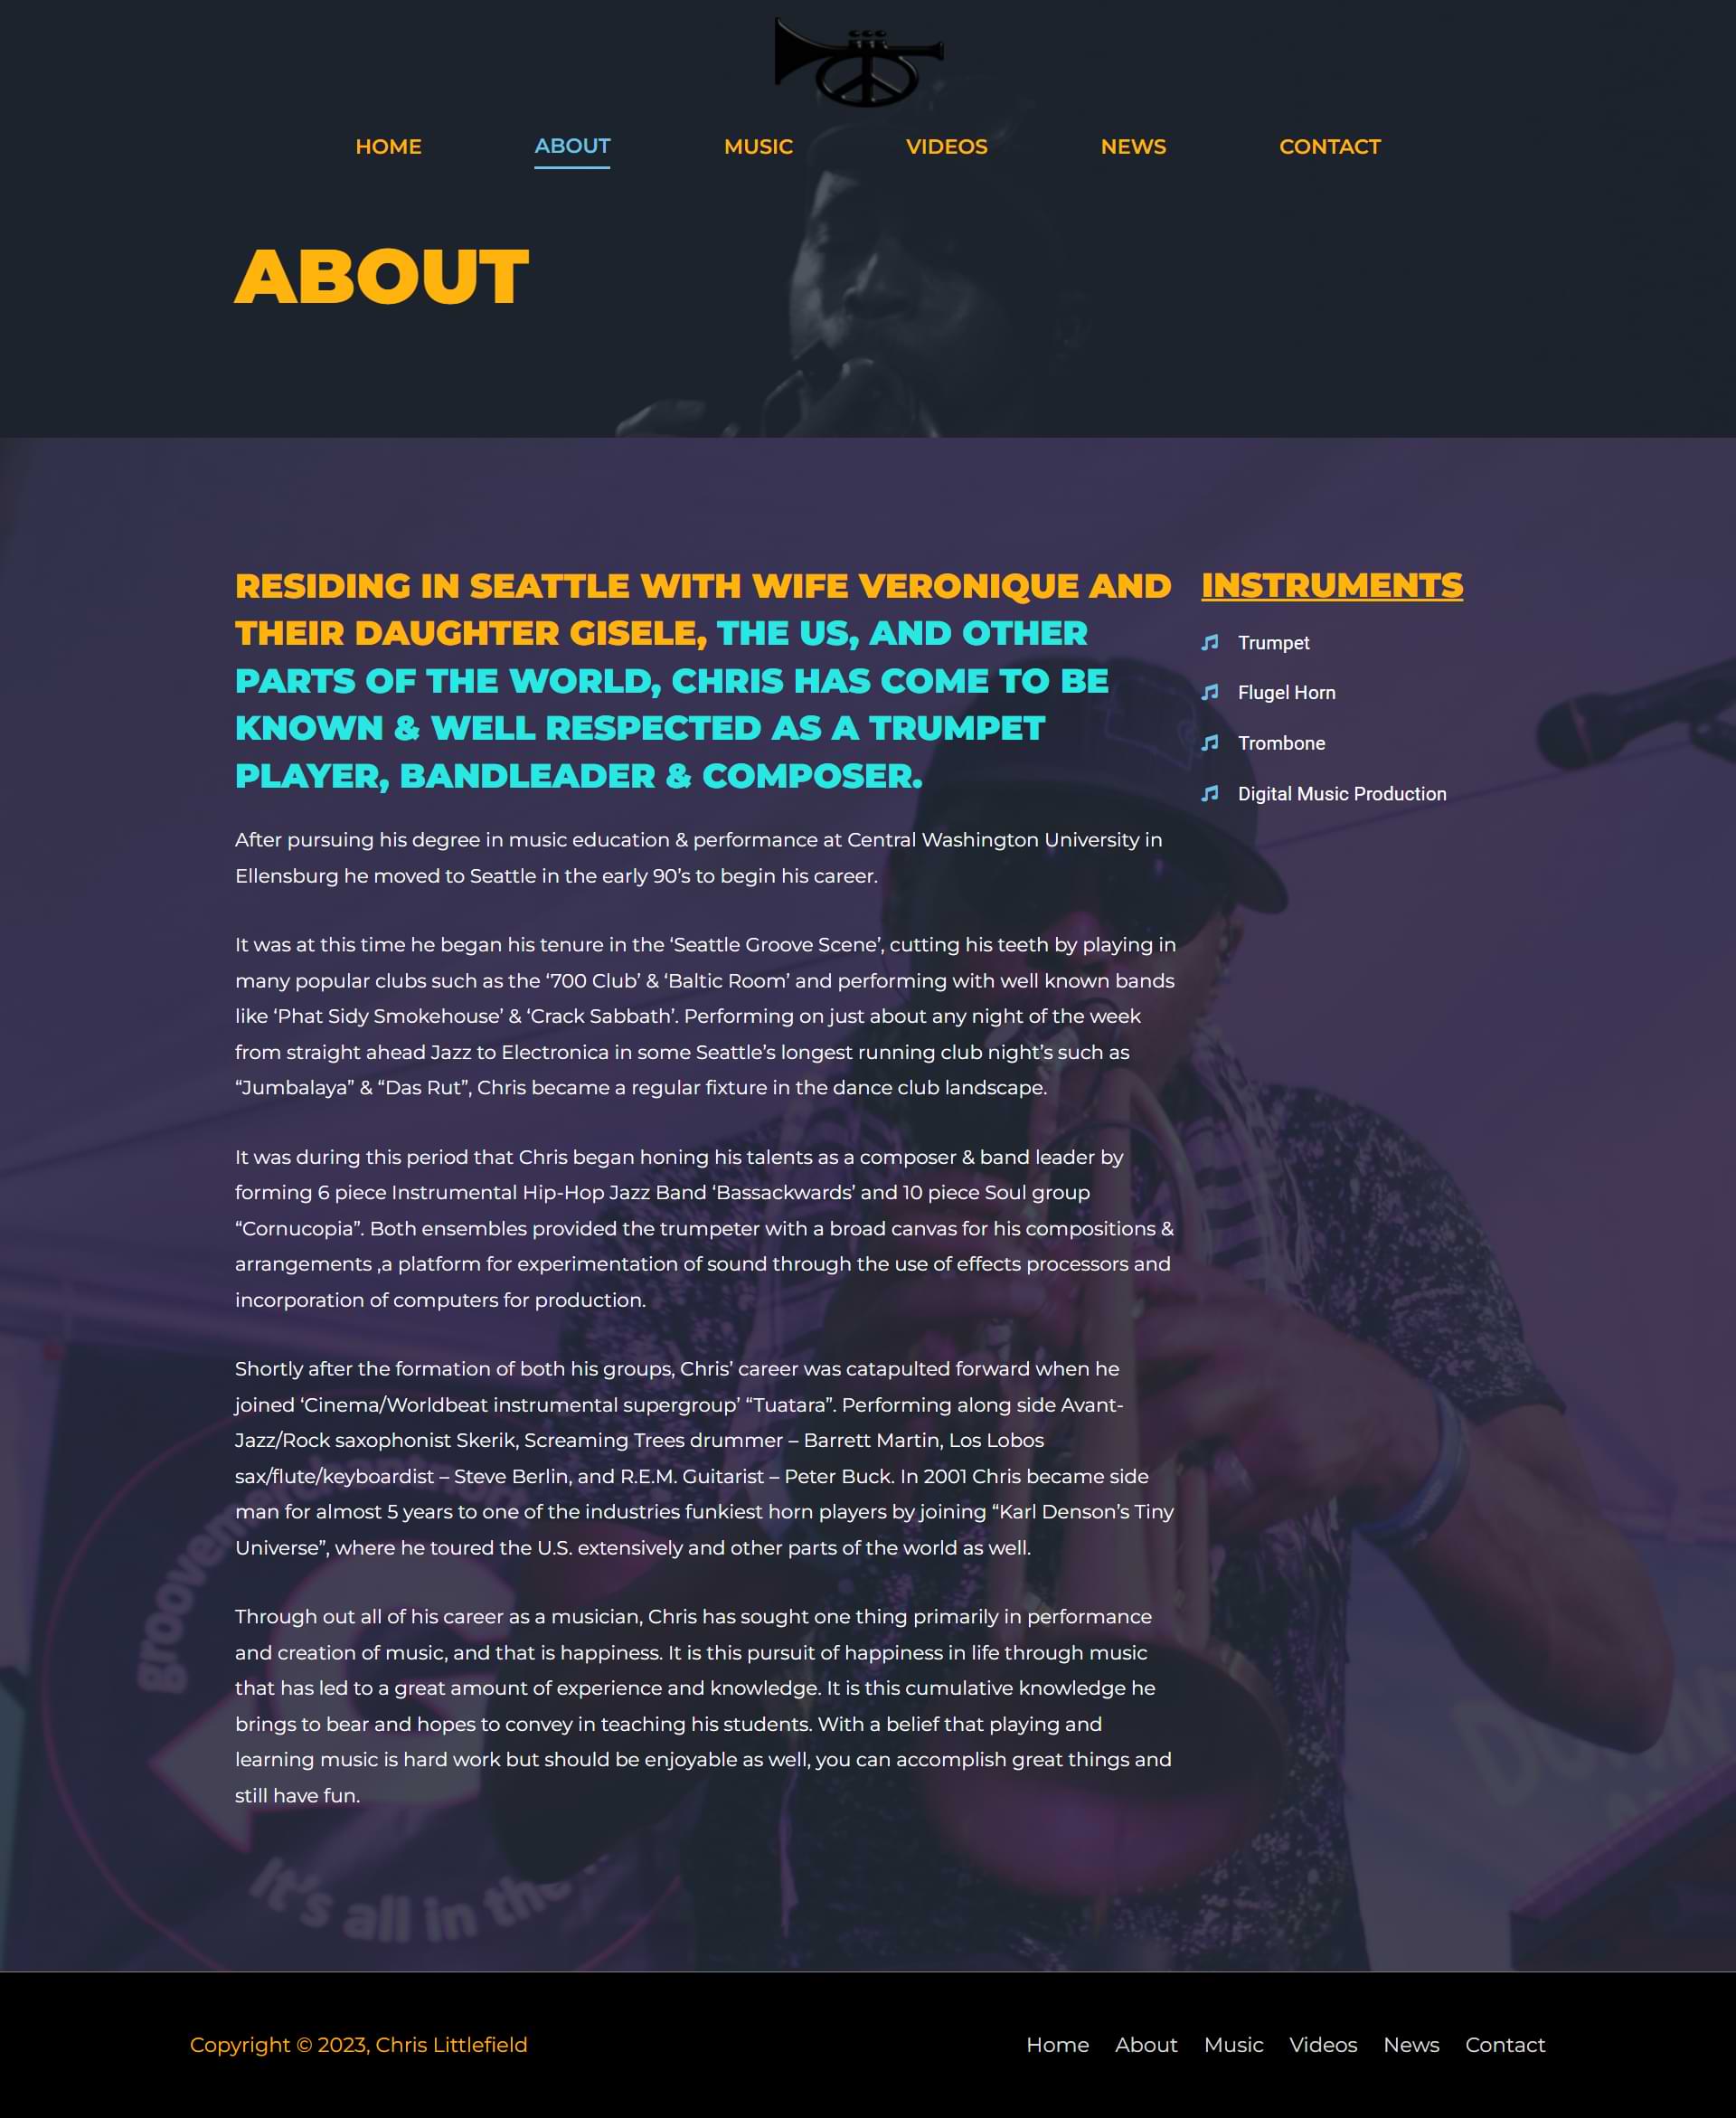 HOME ABOUT MUSIC VIDEOS NEWS CONTACT
ABOUT
RESIDING IN SEATTLE WITH WIFE VERONIQUE AND
THEIR DAUGHTER GISELE, THE US, AND OTHER
PARTS OF THE WORLD, CHRIS HAS COME TO BE
KNOWN & WELL RESPECTED AS A TRUMPET
PLAYER, BANDLEADER & COMPOSER.
After pursuing his degree in music education & performance at Central Washington University in
Ellensburg he moved to Seattle in the early 90’s to begin his career.
It was at this time he began his tenure in the ‘Seattle Groove Scene’, cutting his teeth by playing in
many popular clubs such as the ‘700 Club’ & ‘Baltic Room’ and performing with well known bands
like ‘Phat Sidy Smokehouse’ & ‘Crack Sabbath’. Performing on just about any night of the week
from straight ahead Jazz to Electronica in some Seattle’s longest running club night’s such as
“Jumbalaya” & “Das Rut”, Chris became a regular fixture in the dance club landscape.
It was during this period that Chris began honing his talents as a composer & band leader by
forming 6 piece Instrumental Hip-Hop Jazz Band ‘Bassackwards’ and 10 piece Soul group
“Cornucopia”. Both ensembles provided the trumpeter with a broad canvas for his compositions &
arrangements ,a platform for experimentation of sound through the use of effects processors and
incorporation of computers for production.
Shortly after the formation of both his groups, Chris’ career was catapulted forward when he
joined ‘Cinema/Worldbeat instrumental supergroup’ “Tuatara”. Performing along side Avant-
Jazz/Rock saxophonist Skerik, Screaming Trees drummer – Barrett Martin, Los Lobos
sax/flute/keyboardist – Steve Berlin, and R.E.M. Guitarist – Peter Buck. In 2001 Chris became side
man for almost 5 years to one of the industries funkiest horn players by joining “Karl Denson’s Tiny
Universe”, where he toured the U.S. extensively and other parts of the world as well.
Through out all of his career as a musician, Chris has sought one thing primarily in performance
and creation of music, and that is happiness. It is this pursuit of happiness in life through music
that has led to a great amount of experience and knowledge. It is this cumulative knowledge he
brings to bear and hopes to convey in teaching his students. With a belief that playing and
learning music is hard work but should be enjoyable as well, you can accomplish great things and
still have fun.
INSTRUMENTS
Trumpet
Flugel Horn
Trombone
Digital Music Production
It’s all in the
Copyright © 2023, Chris Littlefield
Home About Music Videos News Contact